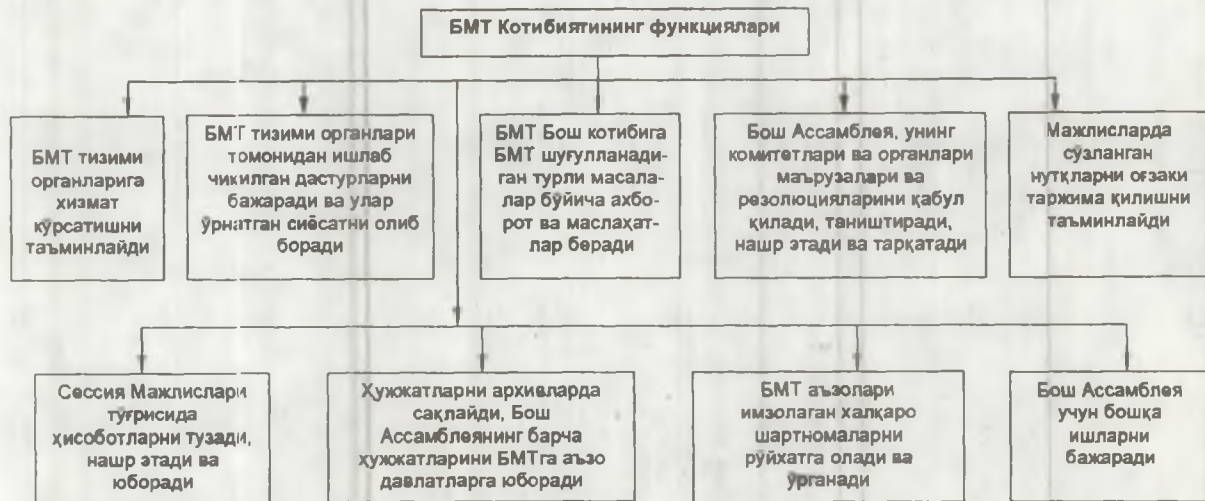 БМТ Котибиятининг функциялари
БМТ тизими
органларига
хизмат
кўрсатишни
таъминлайди
БМТ тизими органлари
томонидан ишлаб
чикилган дастурларни
бажаради ва улар
ўрнатган сиёсатни олиб
боради
БМТ Бош котибига
БМТ шуғулланади-
ган турли масала-
лар бўйича ахбо-
рот ва маслаҳат-
лар беради
Бош Ассамблея, унинг
комитетлари ва органлари
маърузалари ва
резолюцияларини қабул
қилади, таништиради,
нашр этади ва тарқатади
Мажлисларда
сўзланган
нутқларни оғзаки
таржима қилишни
таъминлайди
Сессия Мажлислари
тўғрисида
ҳисоботларни тузади,
нашр этади ва
юборади
Ҳужжатларни архивларда
сақлайди, Бош
Ассамблеянинг барча
ҳужжатларини БМТга аъзо
давлатларга юборади
БМТ аъзолари
имзолаган халқаро
шартномаларни
рўйхатга олади ва
ўрганади
Бош Ассамблея
учун бошқа
ишларни
бажаради